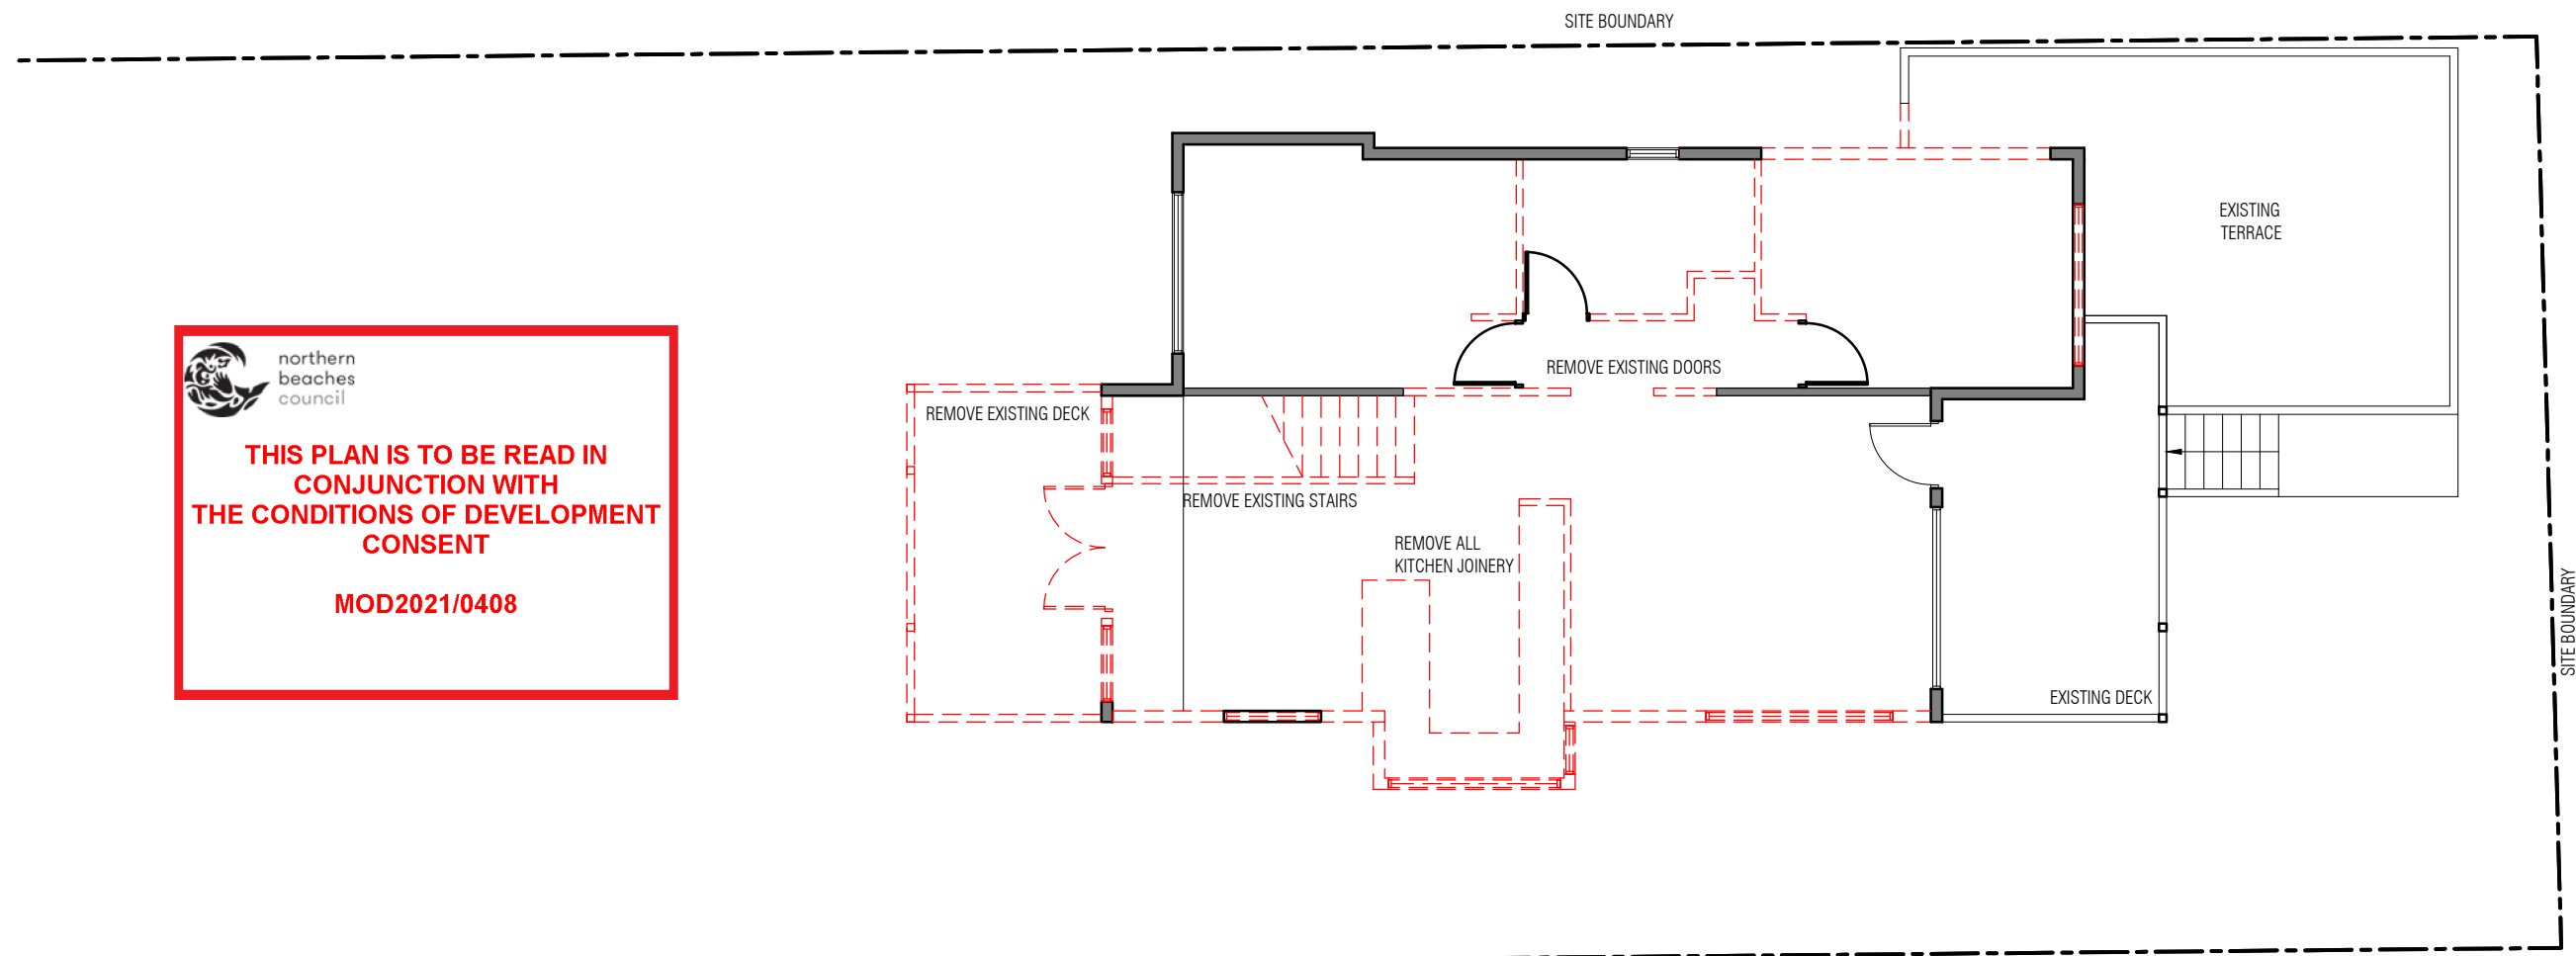 SITE BOUNDARY
EXISTING
TERRACE
northern
beaches
council
REMOVE EXISTING DOORS
REMOVE EXISTING DECK
THIS PLAN IS TO BE READ IN
CONJUNCTION WITH
THE CONDITIONS OF DEVELOPMENT
CONSENT
MOD2021/0408
REMOVE EXISTING STAIRS
REMOVE ALL
KITCHEN JOINERY
EXISTING DECK
SITE BOUNDARY